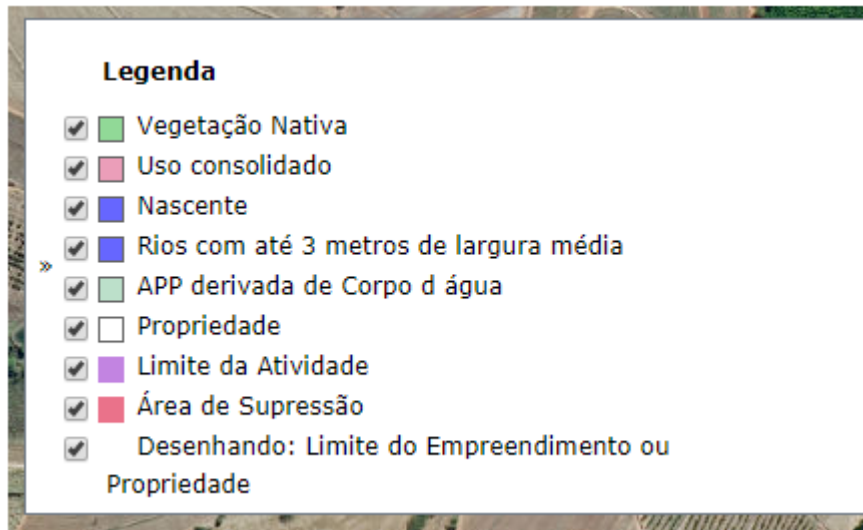 Legenda
Vegetação Nativa
Uso consolidado
Nascente
Rios com até 3 metros de largura média
»
APP derivada de Corpo d água
Propriedade
Limite da Atividade
Área de Supressão
Desenhando: Limite do Empreendimento ou
Propriedade